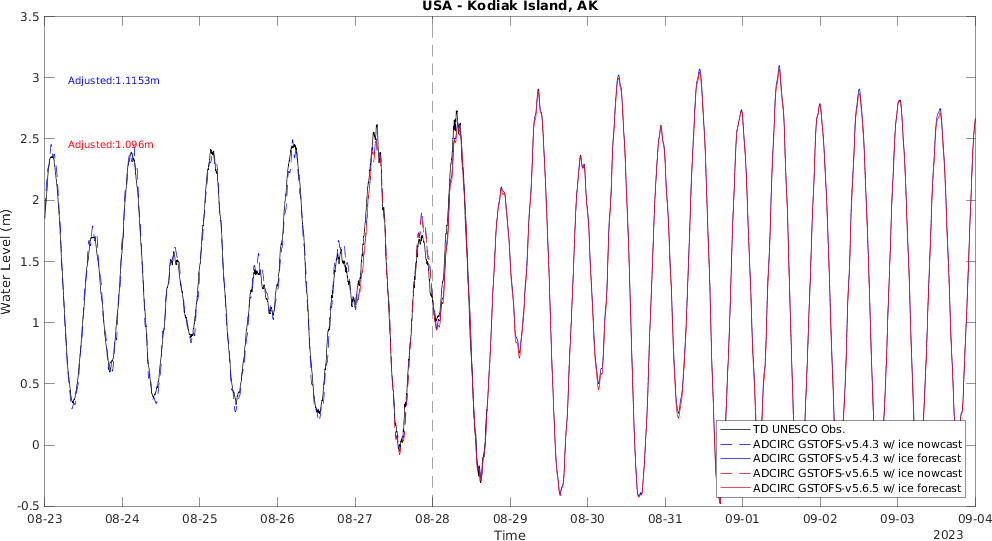 USA - Kodiak Island, AK
3.5
3
2.5
2
1.5
1
0.5
0
-0.5
Water Level (m)
Adjusted:1.1153m
Adjusted:1.096m
TD UNESCO Obs.
ADCIRC GSTOFS-v5.4.3 w/ ice nowcast
ADCIRC GSTOFS-v5.4.3 w/ ice forecast
ADCIRC GSTOFS-v5.6.5 w/ ice nowcast
ADCIRC GSTOFS-v5.6.5 w/ ice forecast
08-23 08-24 08-25 08-26 08-27 08-28 08-29 08-30 08-31 09-01 09-02 09-03 09-04
Time
2023